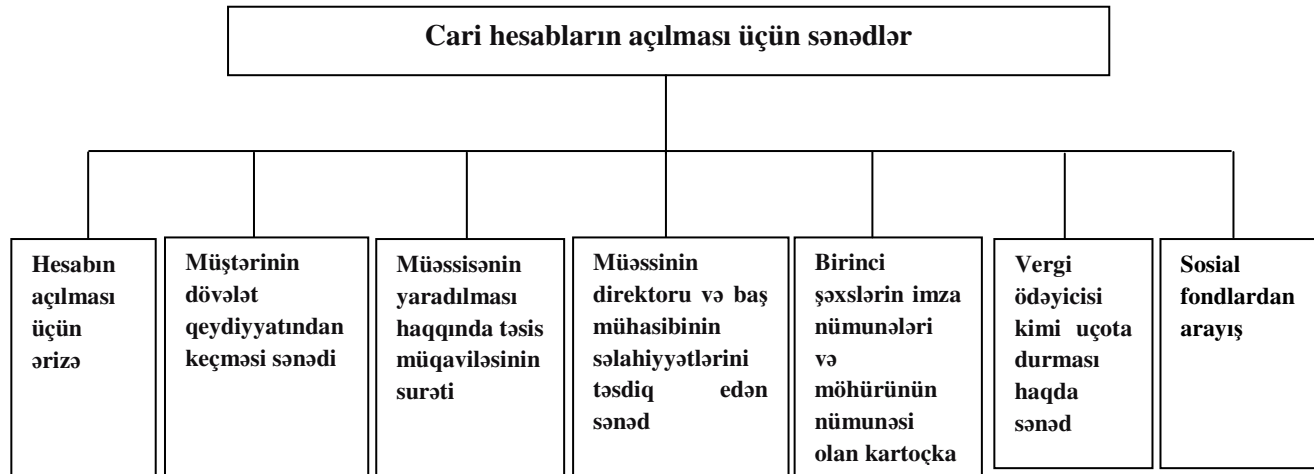 Cari hesabların açılması üçün sənədlər
Hesabın
açılması
üçün
ərizə
Müştərinin
dövələt
qeydiyyatından
keçməsi sənədi
Müəssisənin
yaradılması
haqqında təsis
müqaviləsinin
surəti
Müəssinin
direktoru və baş
mühasibinin
səlahiyyətlərini
təsdiq edən
sənəd
Birinci
şəxslərin imza
nümunələri
və
möhürünün
nümunəsi
olan kartoçka
Vergi
ödəyicisi
kimi uçota
durması
haqda
sənəd
Sosial
fondlardan
arayış